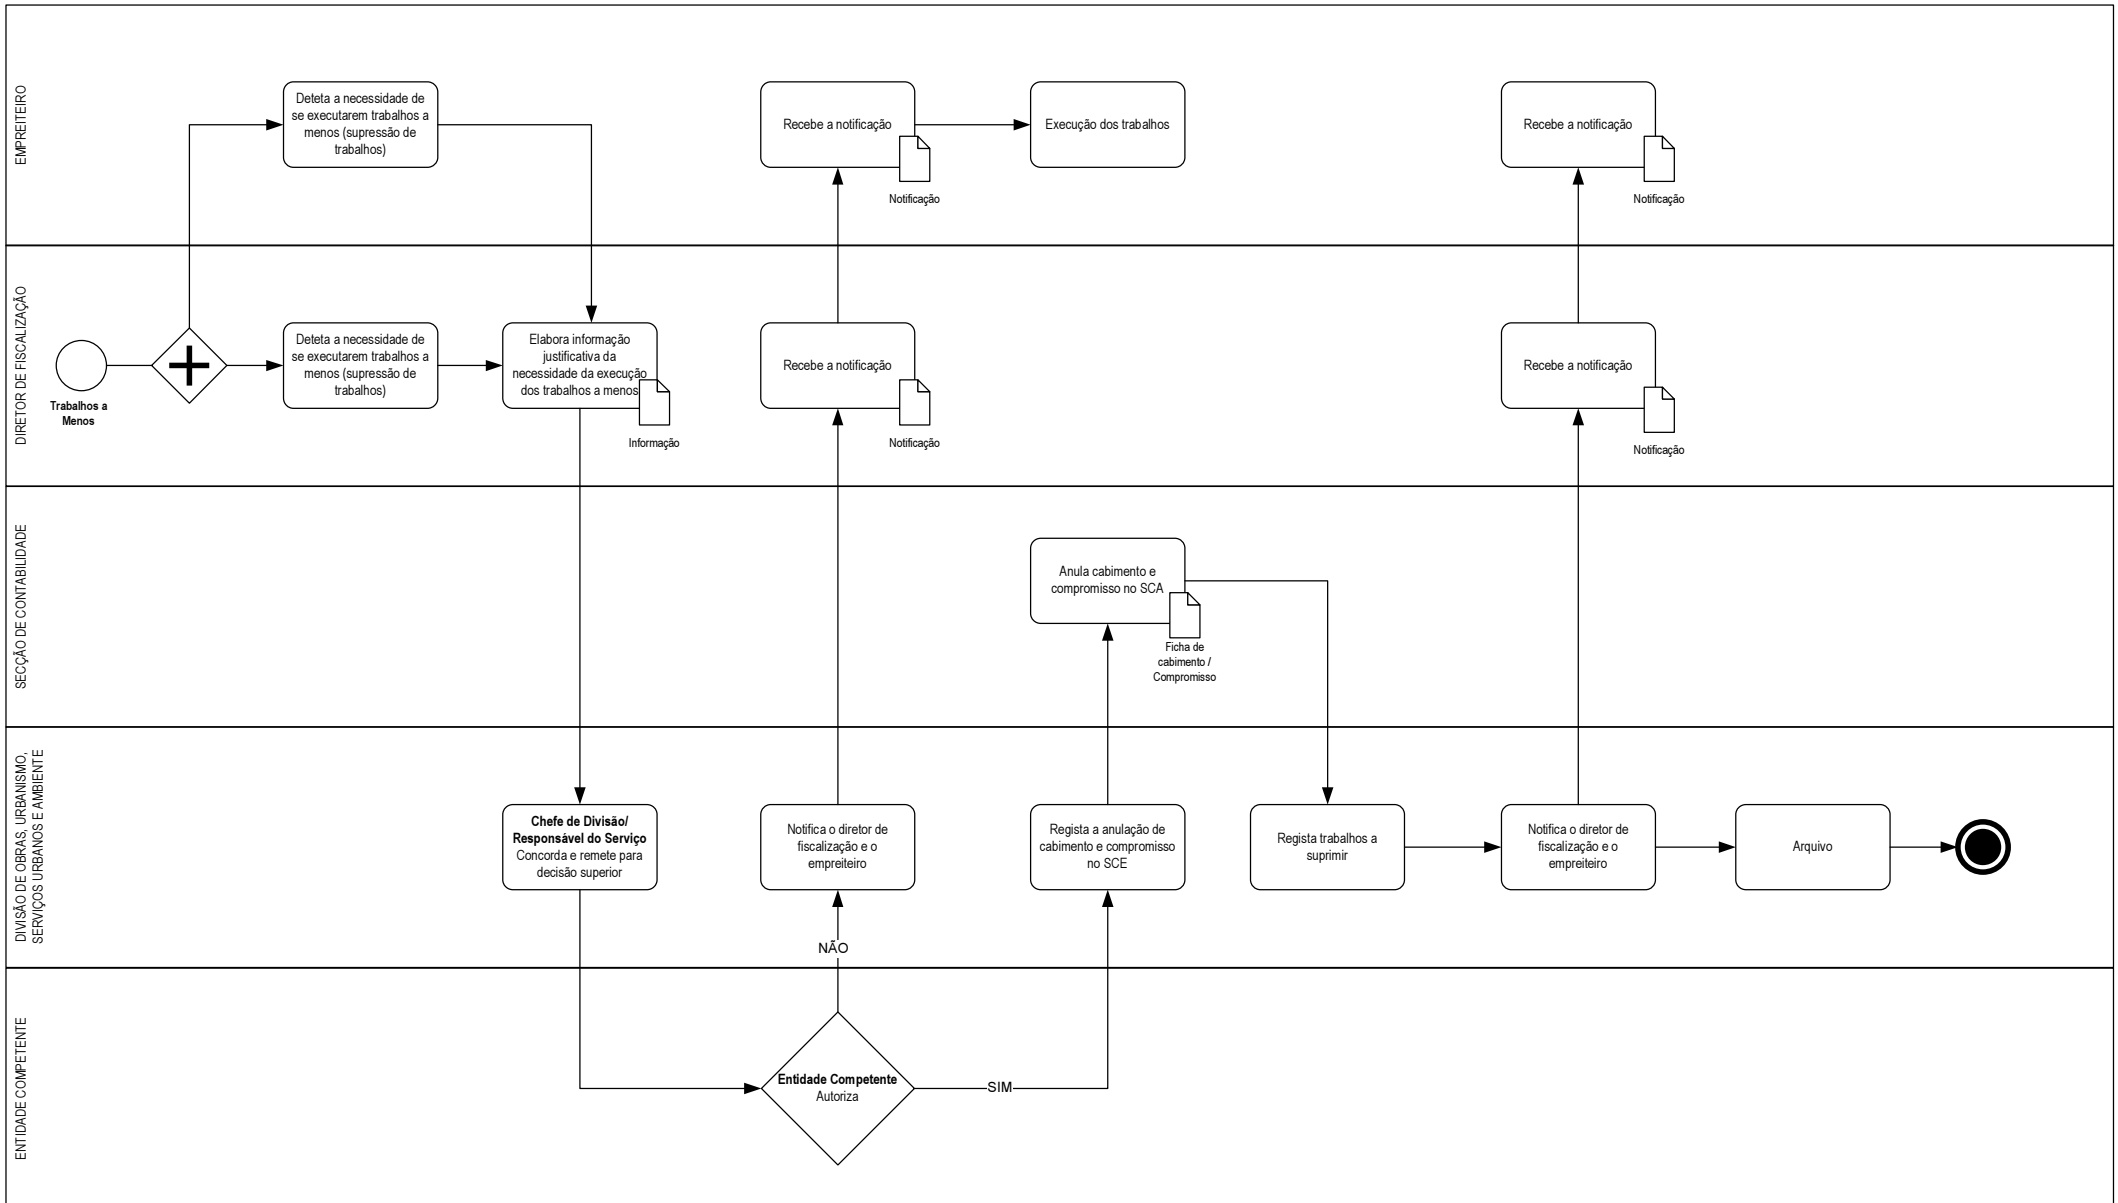 EMPREITEIRO
Deteta a necessidade de
se executarem trabalhos a
menos (supressão de
trabalhos)
Recebe a notificação
Notificação
Execução dos trabalhos
Recebe a notificação
Notificação
DIRETOR DE FISCALIZAÇÃO
Trabalhos a
Menos
Deteta a necessidade de
se executarem trabalhos a
menos (supressão de
trabalhos)
Elabora informação
justificativa da
necessidade da execução
dos trabalhos a menos
Informação
Recebe a notificação
Notificação
Recebe a notificação
Notificação
SECÇÃO DE CONTABILIDADE
Anula cabimento e
compromisso no SCA
Ficha de
cabimento /
Compromisso
DIVISÃO DE OBRAS, URBANISMO,
SERVIÇOS URBANOS E AMBIENTE
Chefe de Divisão/
Responsável do Serviço
Concorda e remete para
decisão superior
Notifica o diretor de
fiscalização e o
empreiteiro
Regista a anulação de
cabimento e compromisso
no SCE
Regista trabalhos a
suprimir
Notifica o diretor de
fiscalização e o
empreiteiro
Arquivo
NÃO
ENTIDADE COMPETENTE
Entidade Competente
Autoriza
SIM